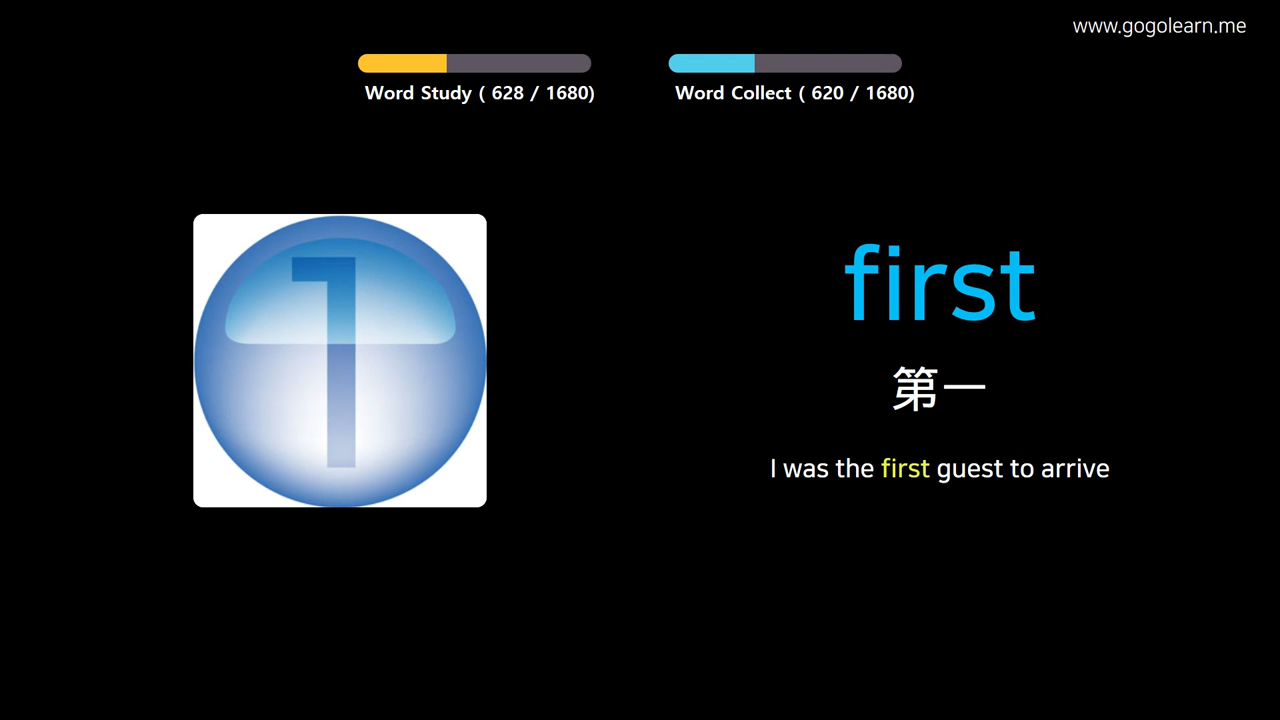 www.gogolearn.me
Word Study ( 628 / 1680)
Word Collect ( 620 / 1680)
1
first
第一
I was the first guest to arrive